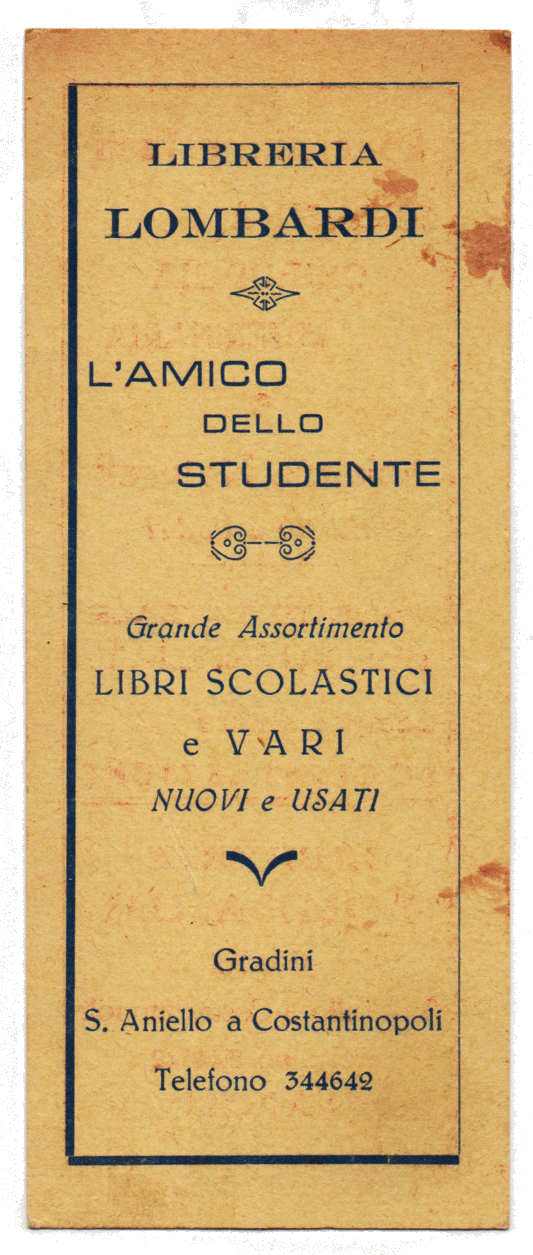 LIBRERIA
LOMBARDI
L'AMICO
DELLO
STUDENTE
Grande Assortimento
LIBRI SCOLASTICI
e VARI
NUOVI e USATI
Gradini
S. Aniello a Costantinopoli
Telefono 344642